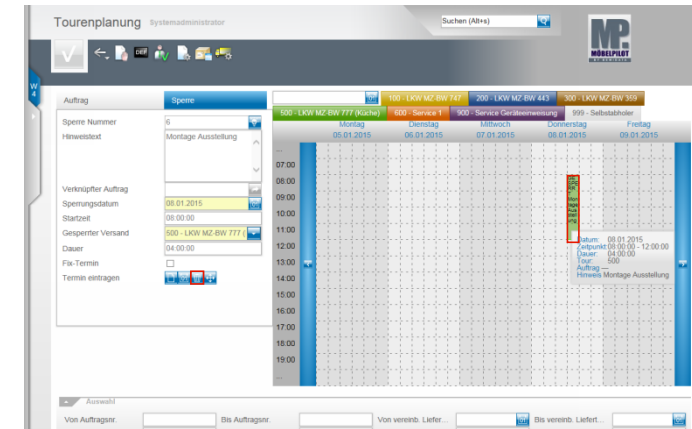 Tourenplanung Systemadministrator
Suchen (Alt+s)
MP.
MÖBELPILOT
DEF
W
4
Auftrag Sperre
100 - LKW MZ-BW 747 200 - LKW MZ-BW 443 300 - LKW MZ-BW 359
500 - LKW MZ-BW 777 (Küche) 600 - Service 1 900 - Service Geräteeinweisung 999 - Selbstabholer
Montag Dienstag Mittwoch Donnerstag Freitag
05.01.2015 06.01.2015 07.01.2015 08.01.2015 09.01.2015
Sperre Nummer 6
Hinweistext Montage Ausstellung
Verknüpfter Auftrag
Sperrungsdatum 08.01.2015
Startzeit 08:00:00
Gesperrter Versand 500 - LKW MZ-BW 777 (
Dauer 04:00:00
Fix-Termin
Termin eintragen
...
07:00
08:00
09:00
10:00
11:00
12:00
13:00
14:00
15:00
16:00
17:00
18:00
19:00
...
Datum: 08.01.2015
Zeitpunkt: 08:00:00 - 12:00:00
Dauer: 04:00:00
Tour: 500
Auftrag ---
Hinweis Montage Ausstellung
Auswahl
Von Auftragsnr. Bis Auftragsnr. Von vereinb. Liefer... Bis vereinb. Liefert...